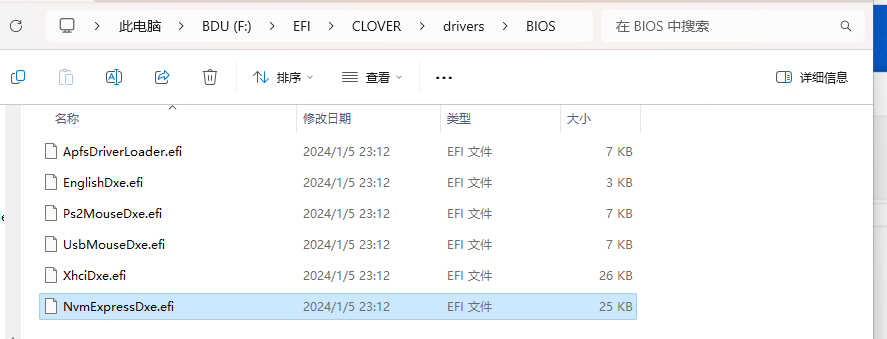 此电脑 > BDU (F:) > EFI > CLOVER > drivers > BIOS 在 BIOS 中搜索
排序 查看 ... 详细信息
名称 修改日期 类型 大小
ApfsDriverLoader.efi 2024/1/5 23:12 EFI 文件 7 KB
EnglishDxe.efi 2024/1/5 23:12 EFI 文件 3 KB
Ps2MouseDxe.efi 2024/1/5 23:12 EFI 文件 7 KB
UsbMouseDxe.efi 2024/1/5 23:12 EFI 文件 7 KB
XhciDxe.efi 2024/1/5 23:12 EFI 文件 26 KB
NvmExpressDxe.efi 2024/1/5 23:12 EFI 文件 25 KB